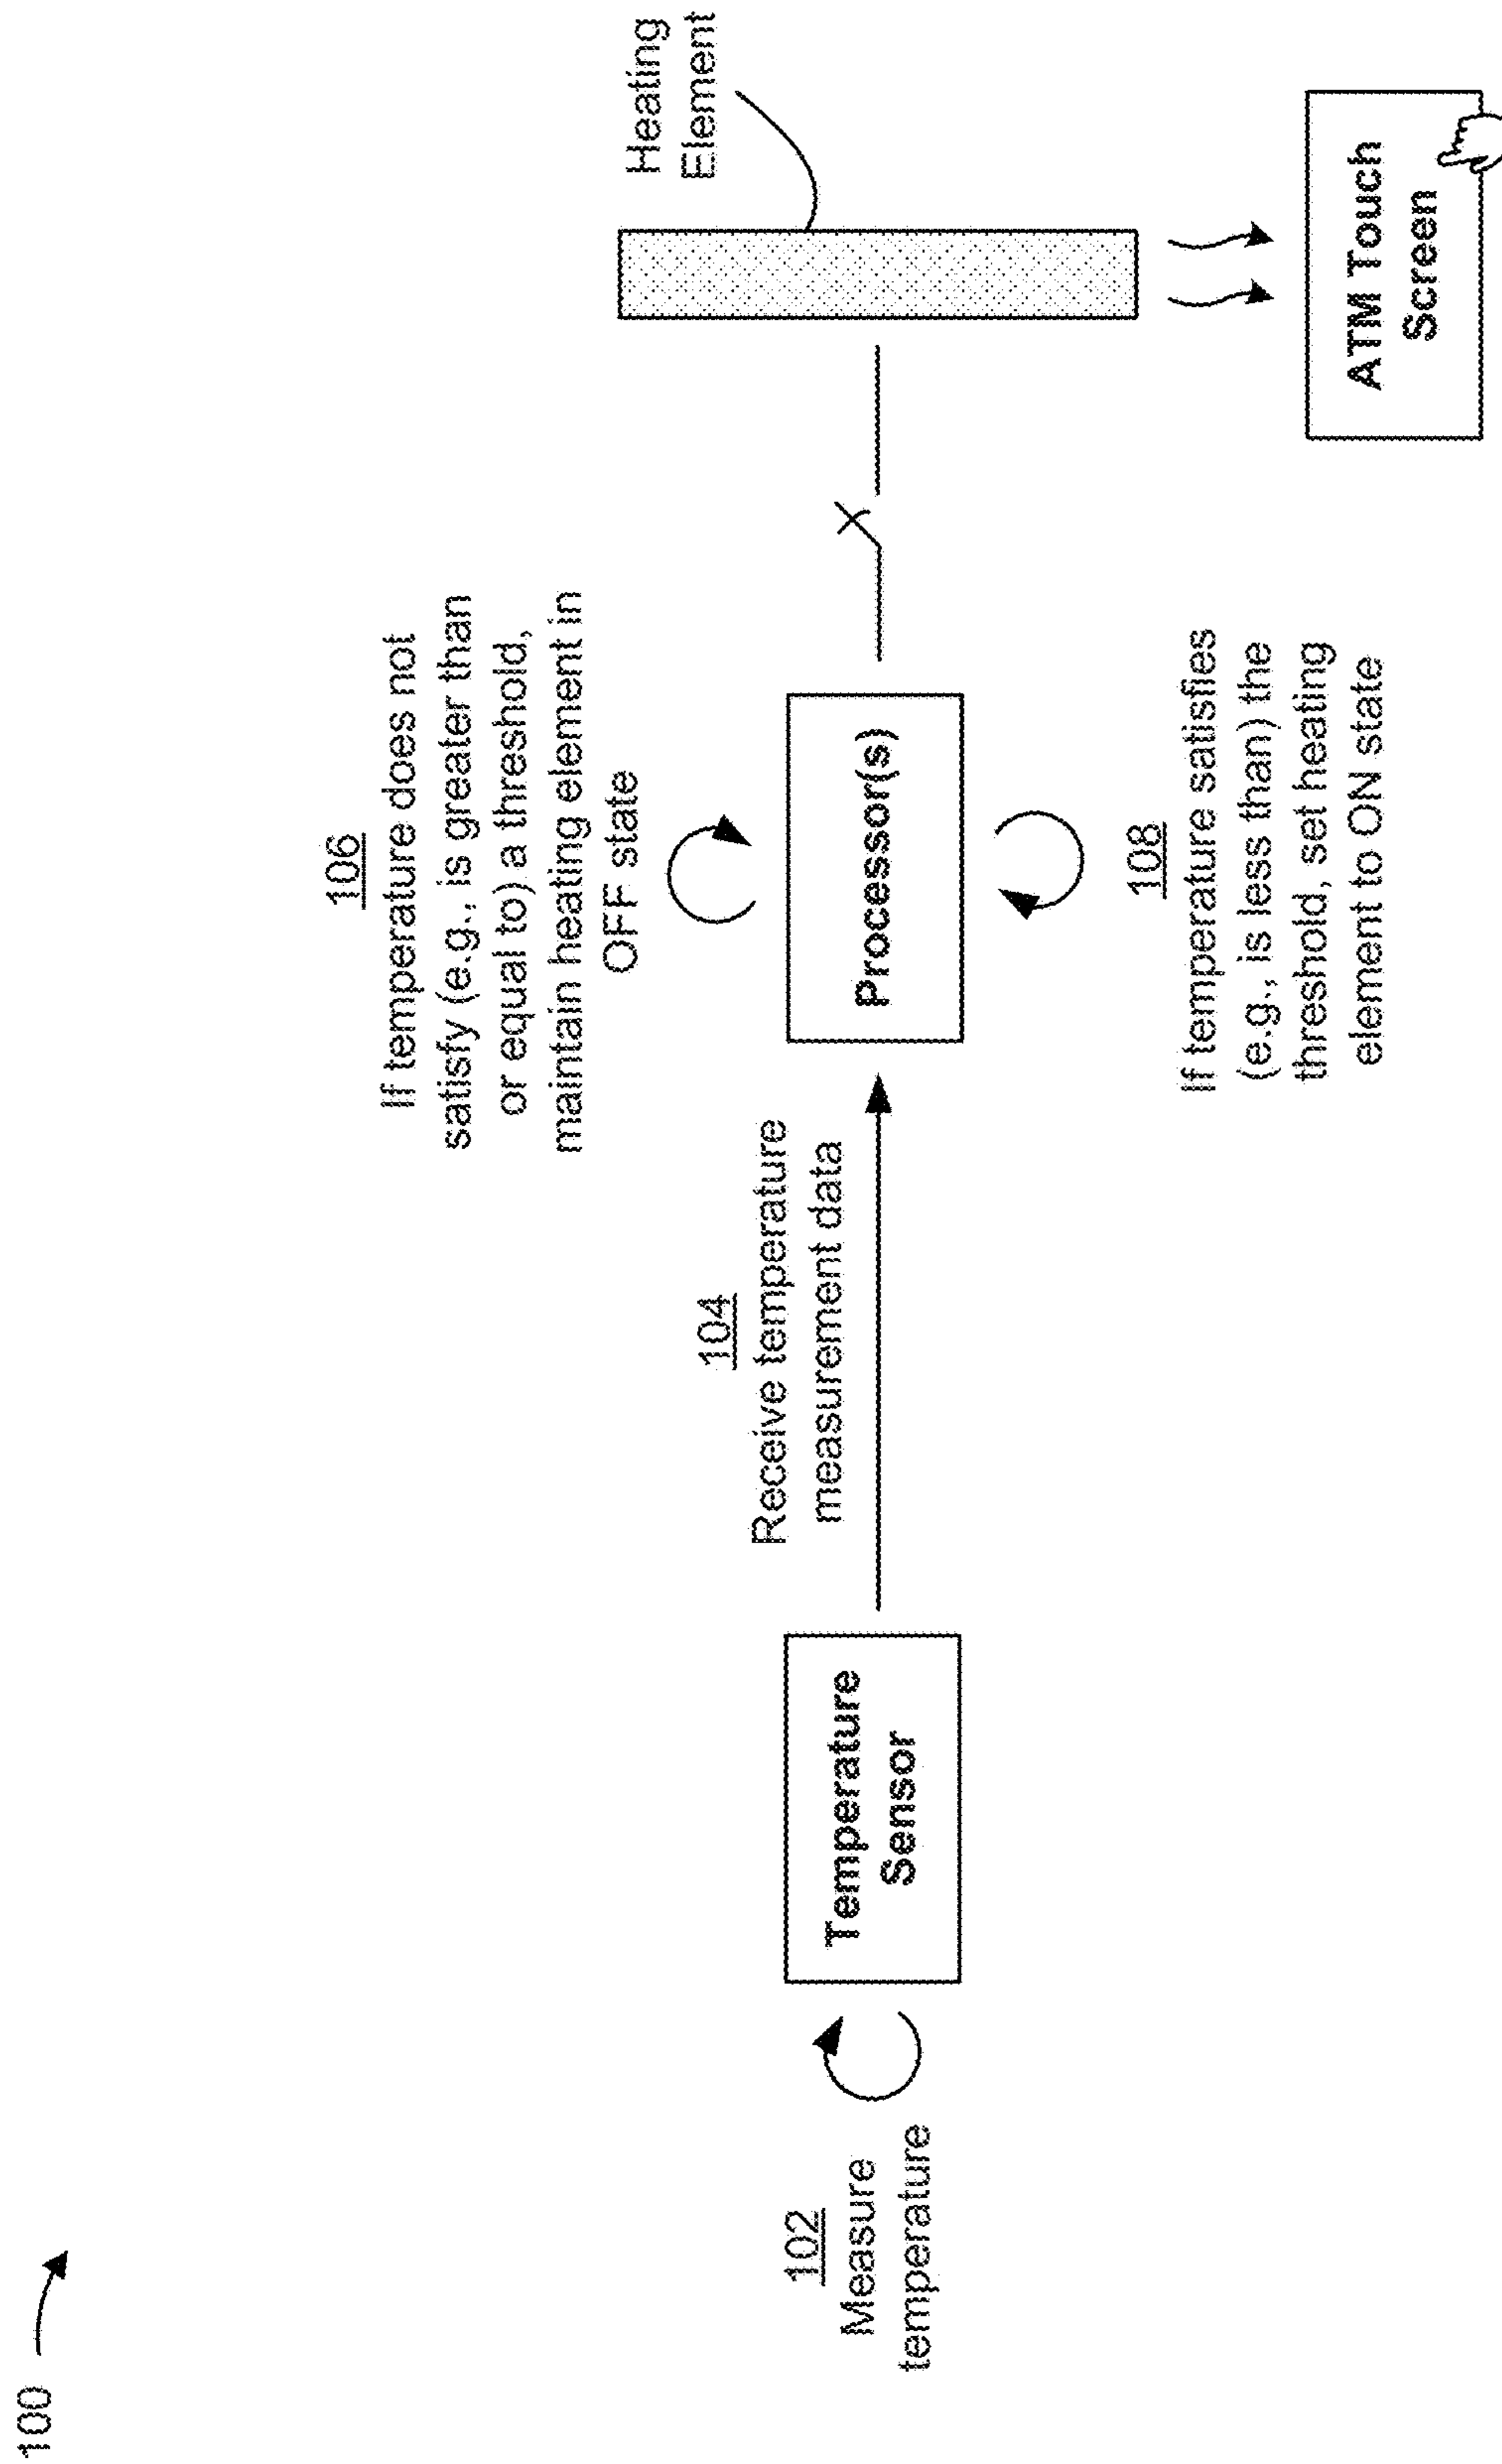 100
102
Measure
temperature
Temperature
Sensor
104
Receive temperature
measurement data
106
If temperature does not
satisfy (e.g., is greater than
or equal to) a threshold,
maintain heating element in
OFF state
Processor(s)
108
If temperature satisfies
(e.g., is less than) the
threshold, set heating
element to ON state
Heating
Element
ATM Touch
Screen